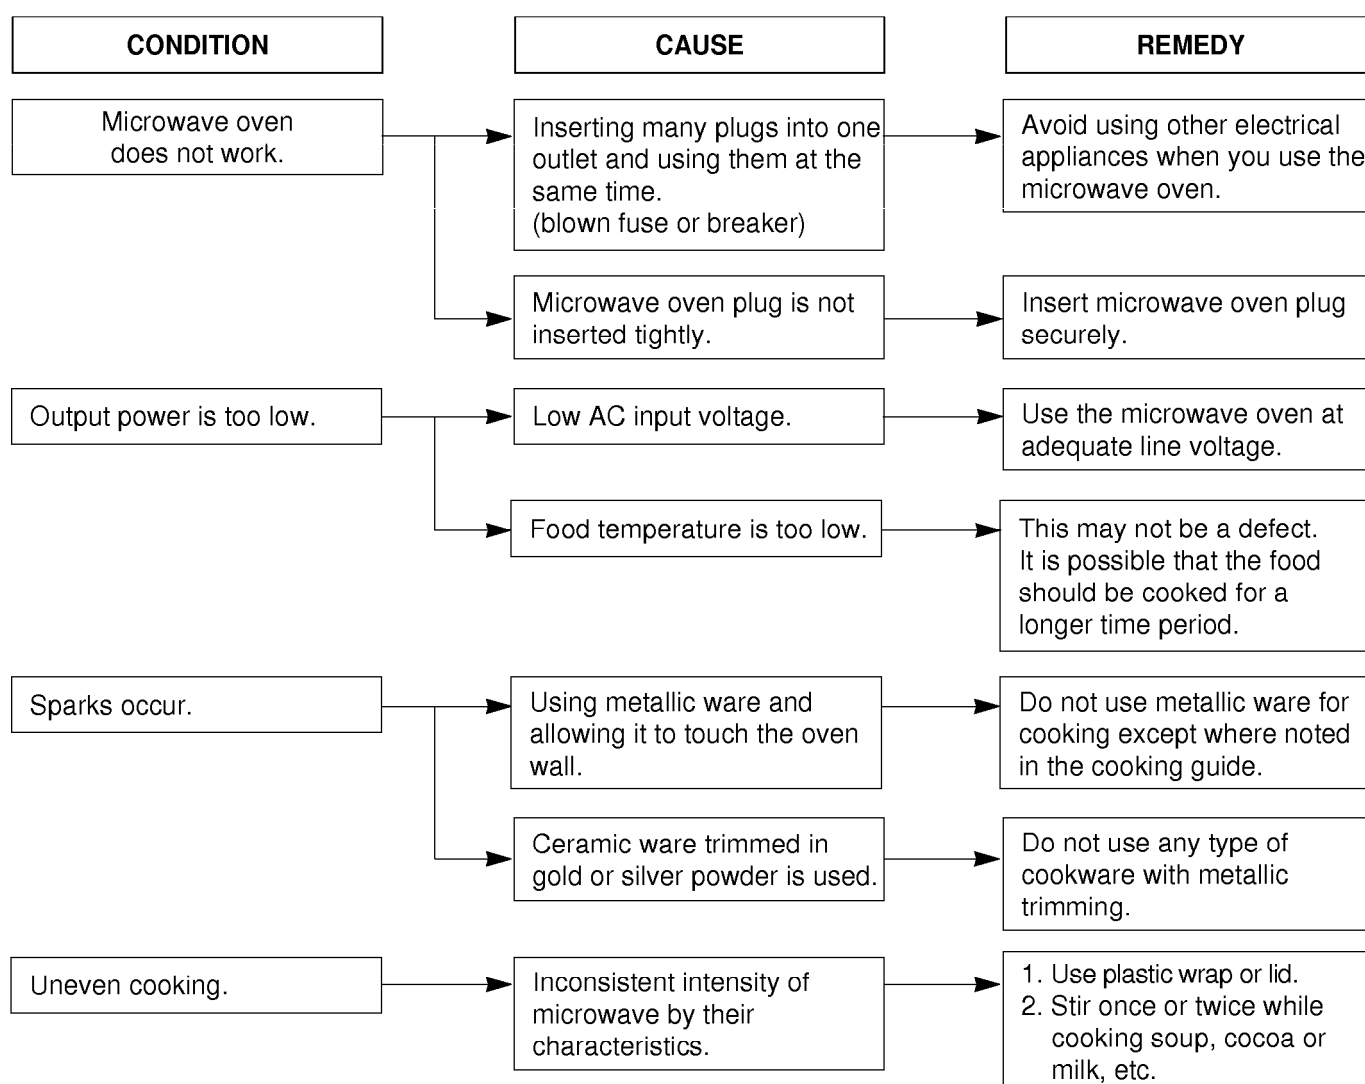 CONDITION
CAUSE
REMEDY
Microwave oven
does not work.
Inserting many plugs into one
outlet and using them at the
same time.
(blown fuse or breaker)
Avoid using other electrical
appliances when you use the
microwave oven.
Microwave oven plug is not
inserted tightly.
Insert microwave oven plug
securely.
Output power is too low.
Low AC input voltage.
Use the microwave oven at
adequate line voltage.
Food temperature is too low.
This may not be a defect.
It is possible that the food
should be cooked for a
longer time period.
Sparks occur.
Using metallic ware and
allowing it to touch the oven
wall.
Do not use metallic ware for
cooking except where noted
in the cooking guide.
Ceramic ware trimmed in
gold or silver powder is used.
Do not use any type of
cookware with metallic
trimming.
Uneven cooking.
Inconsistent intensity of
microwave by their
characteristics.
1. Use plastic wrap or lid.
2. Stir once or twice while
cooking soup, cocoa or
milk, etc.